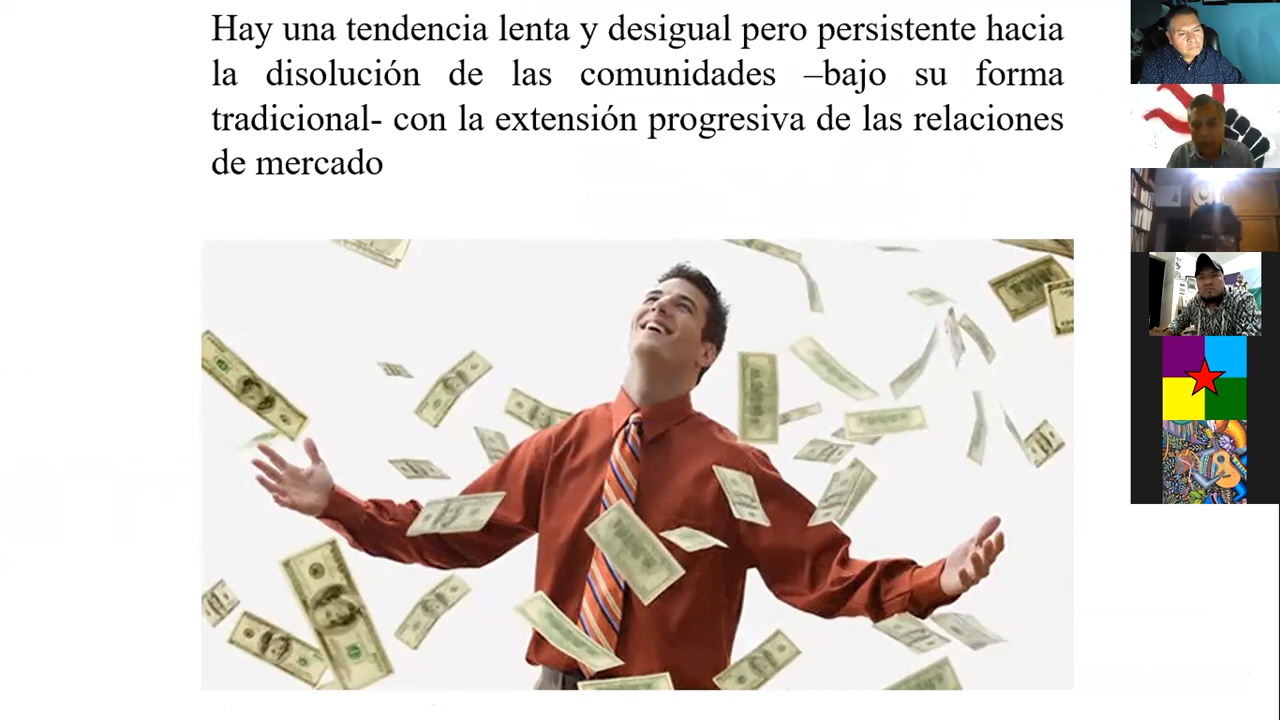 Hay una tendencia lenta y desigual pero persistente hacia
la disolución de las comunidades –bajo su forma
tradicional- con la extensión progresiva de las relaciones
de mercado